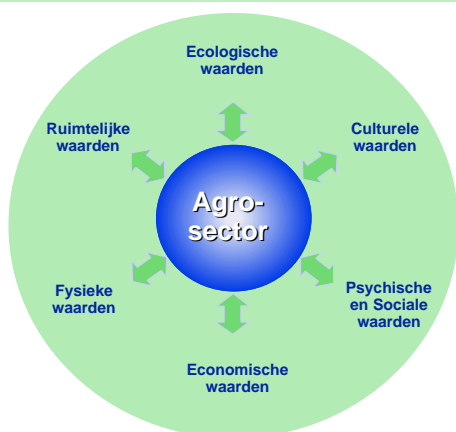 Ecologische
waarden
Ruimtelijke
waarden
Culturele
waarden
Agro-
sector
Fysieke
waarden
Psychische
en Sociale
waarden
Economische
waarden